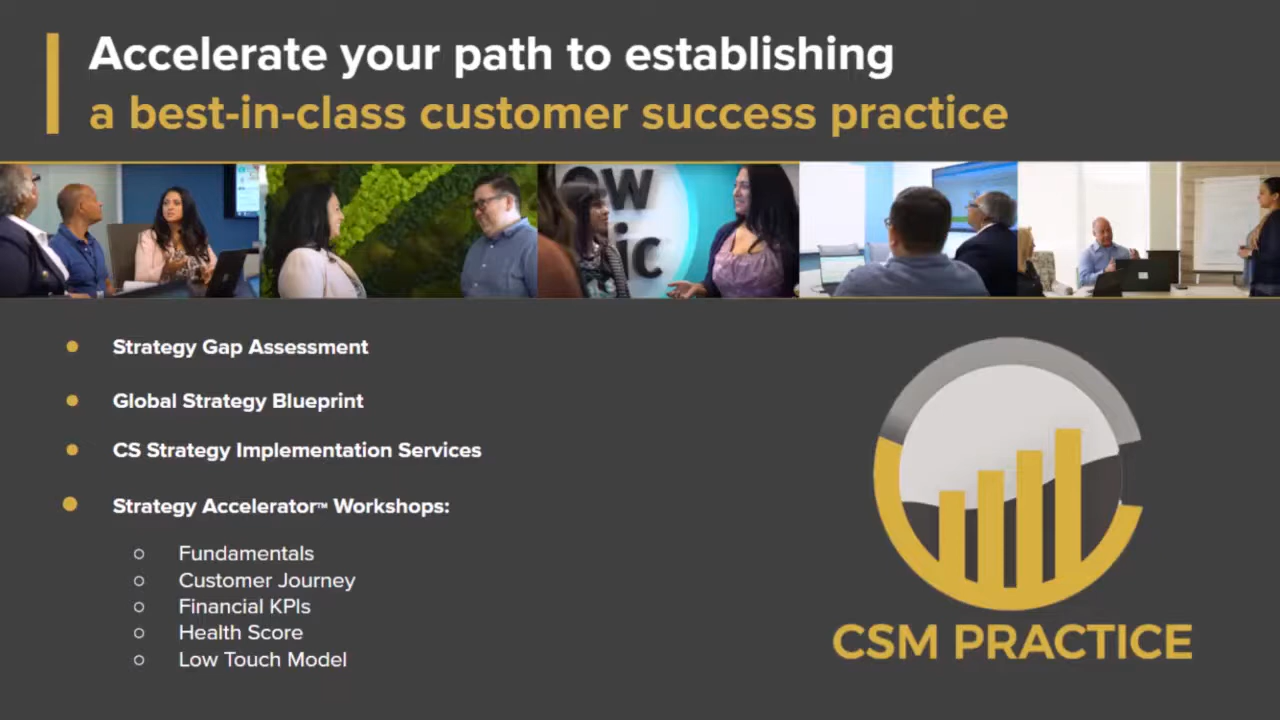 Accelerate your path to establishing
a best-in-class customer success practice
Strategy Gap Assessment
Global Strategy Blueprint
CS Strategy Implementation Services
Strategy Accelerator™ Workshops:
Fundamentals
Customer Journey
Financial KPIs
Health Score
Low Touch Model
CSM PRACTICE